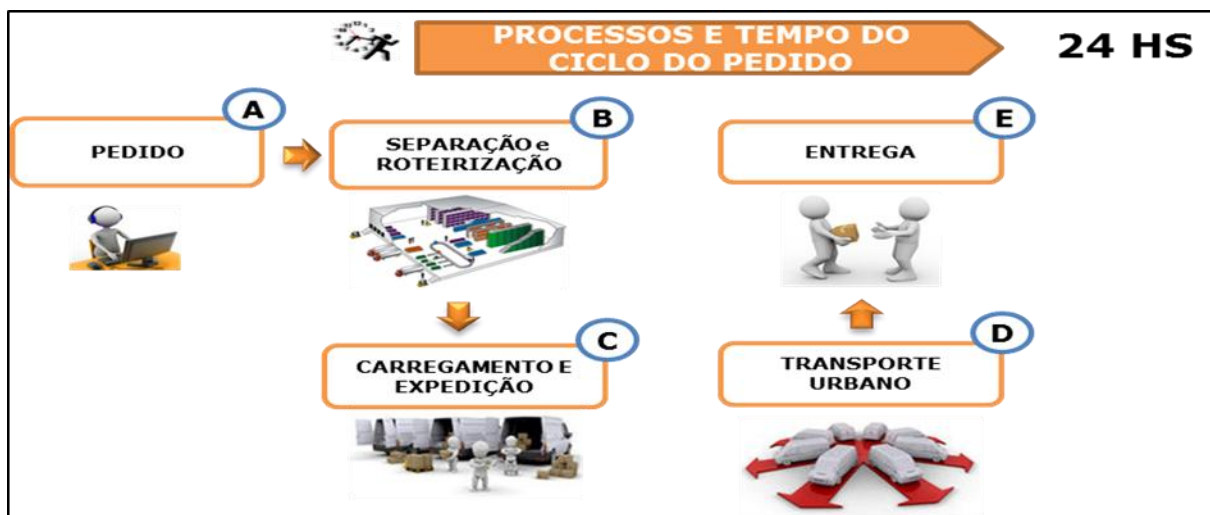 PROCESSOS E TEMPO DO
CICLO DO PEDIDO
24 HS
A
PEDIDO
B
SEPARAÇÃO e
ROTEIRIZAÇÃO
C
CARREGAMENTO E
EXPEDIÇÃO
D
TRANSPORTE
URBANO
E
ENTREGA